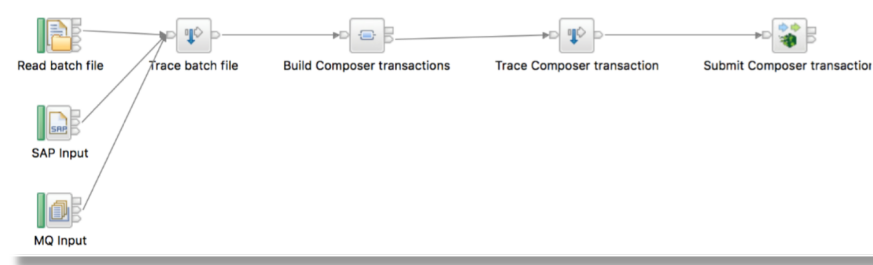 Read batch file
Trace batch file
Build Composer transactions
Trace Composer transaction
Submit Composer transaction
SAP
SAP Input
MQ Input